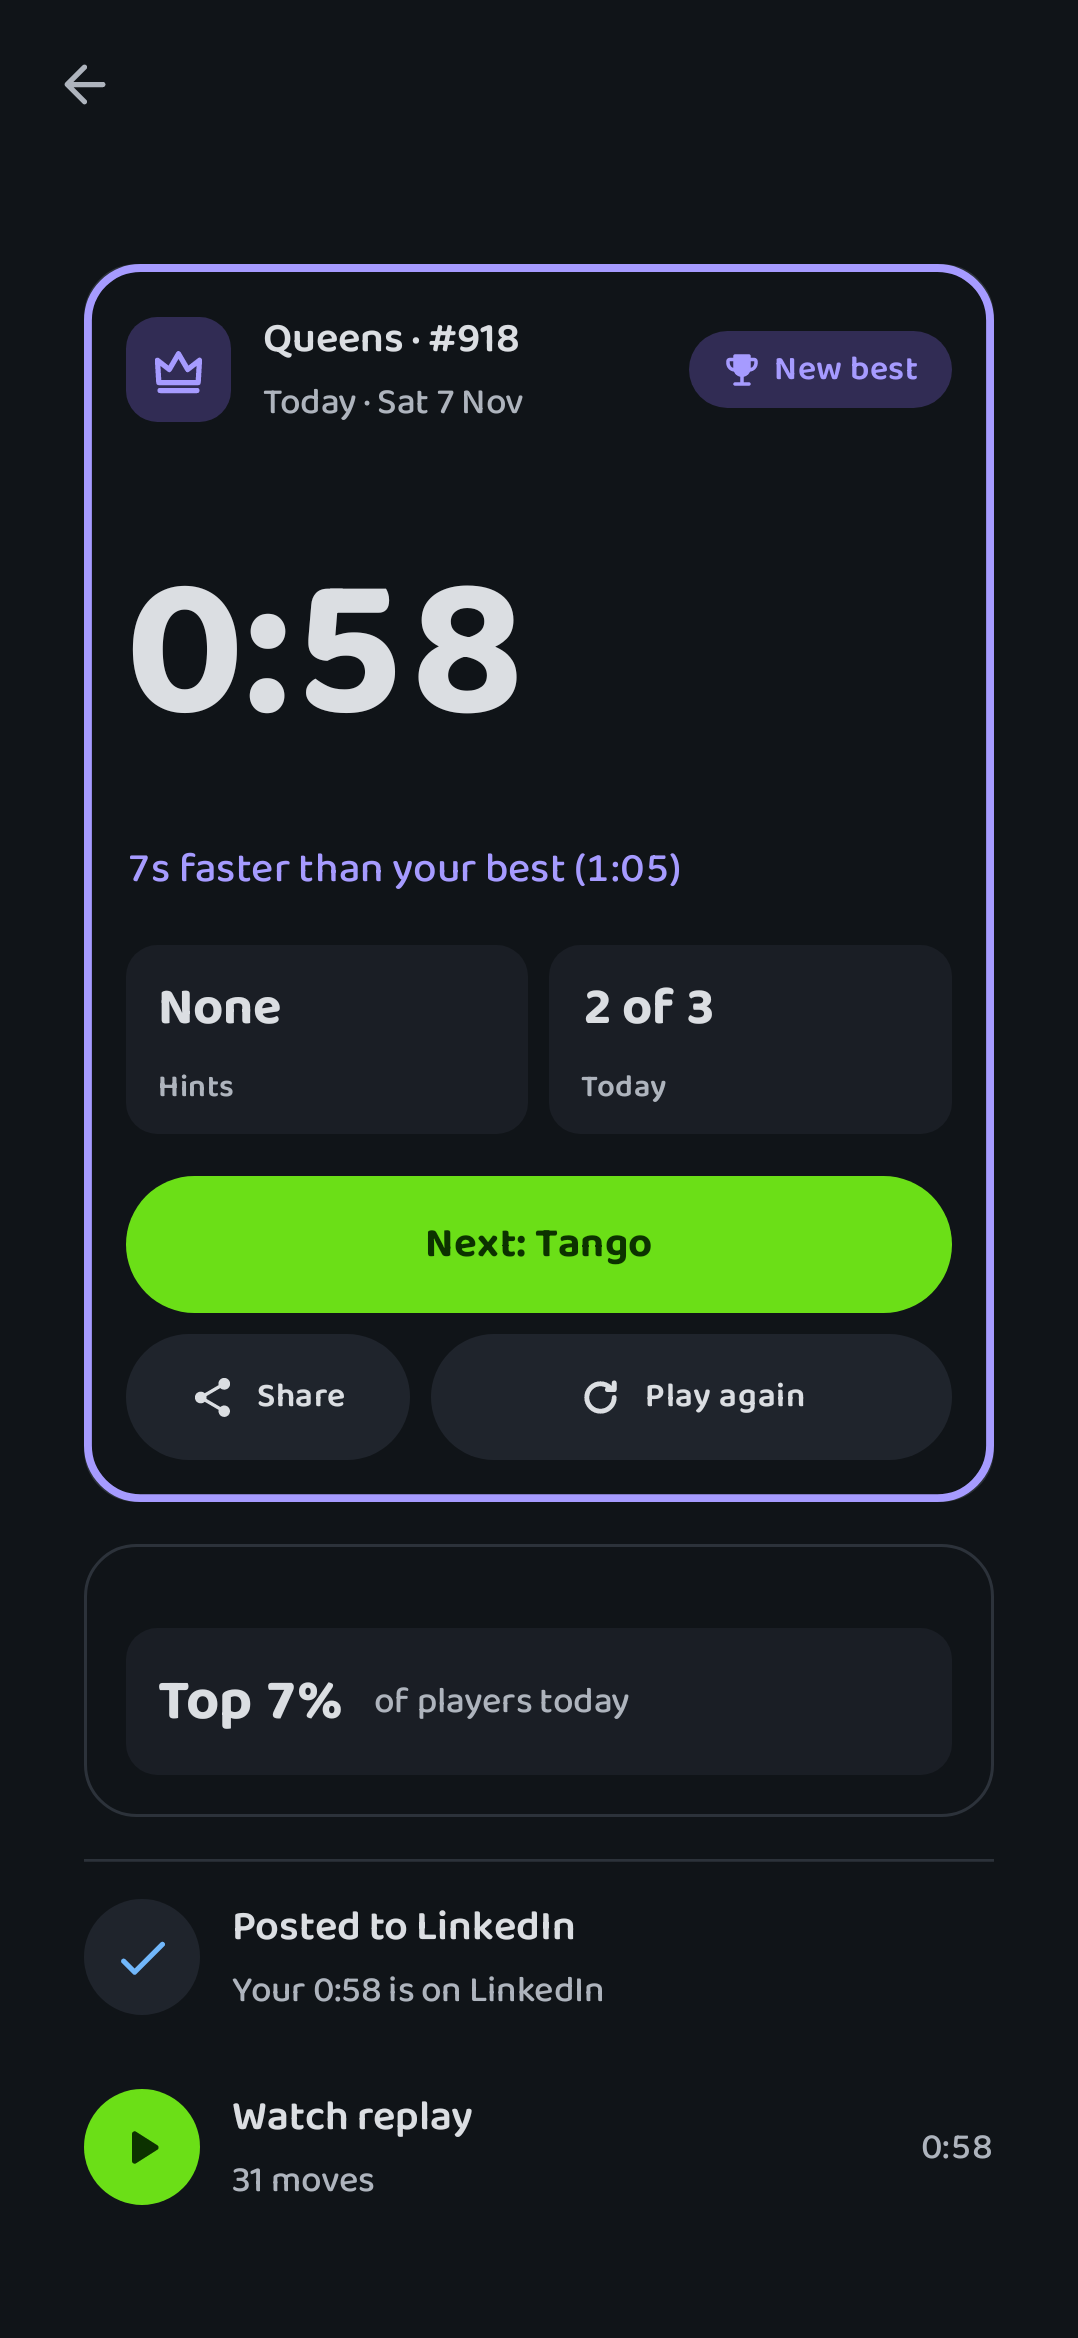 Queens · #918
Today · Sat 7 Nov
New best
0:58
7s faster than your best (1:05)
None
Hints
2 of 3
Today
Next: Tango
Share
Play again
Top 7% of players today
Posted to LinkedIn
Your 0:58 is on LinkedIn
Watch replay
31 moves
0:58